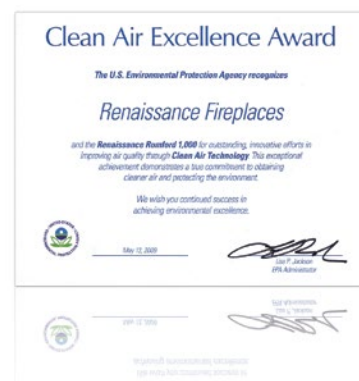 Clean Air Excellence Award
The U.S. Environmental Protection Agency recognizes
Renaissance Fireplaces
and the Renaissance Rumford 1,000 for outstanding, innovative efforts in
improving air quality through Clean Air Technology. This exceptional
achievement demonstrates a true commitment to obtaining
cleaner air and protecting the environment.
We wish you continued success in
achieving environmental excellence.
May 12, 2009
Lisa P. Jackson
EPA Administrator